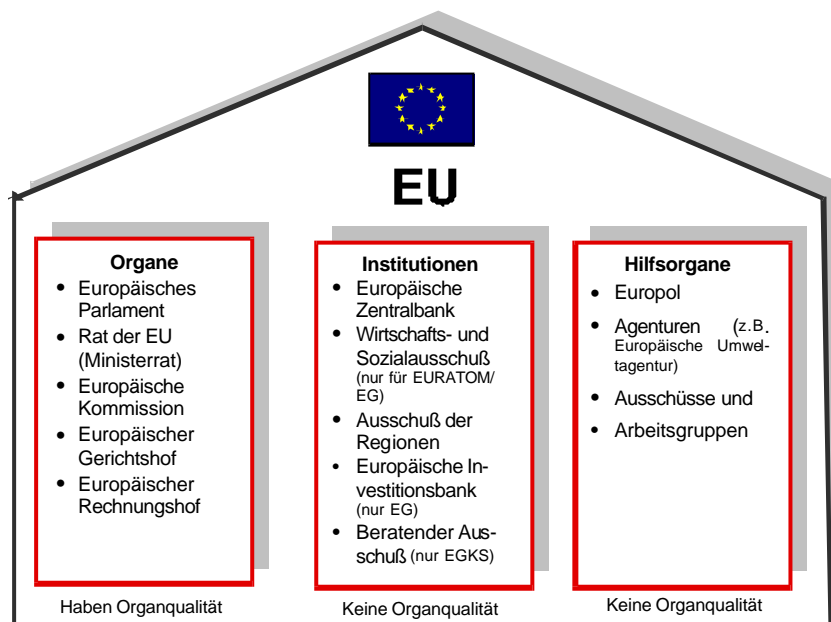 EU
Organe
• Europäisches
Parlament
• Rat der EU
(Ministerrat)
• Europäische
Kommission
• Europäischer
Gerichtshof
• Europäischer
Rechnungshof
Haben Organqualität
Institutionen
• Europäische
Zentralbank
• Wirtschafts- und
Sozialausschuß
(nur für EURATOM/
EG)
• Ausschuß der
Regionen
• Europäische In-
vestitionsbank
(nur EG)
• Beratender Aus-
schuß (nur EGKS)
Keine Organqualität
Hilfsorgane
• Europol
• Agenturen (z.B.
Europäische Umwel-
tagentur)
• Ausschüsse und
• Arbeitsgruppen
Keine Organqualität